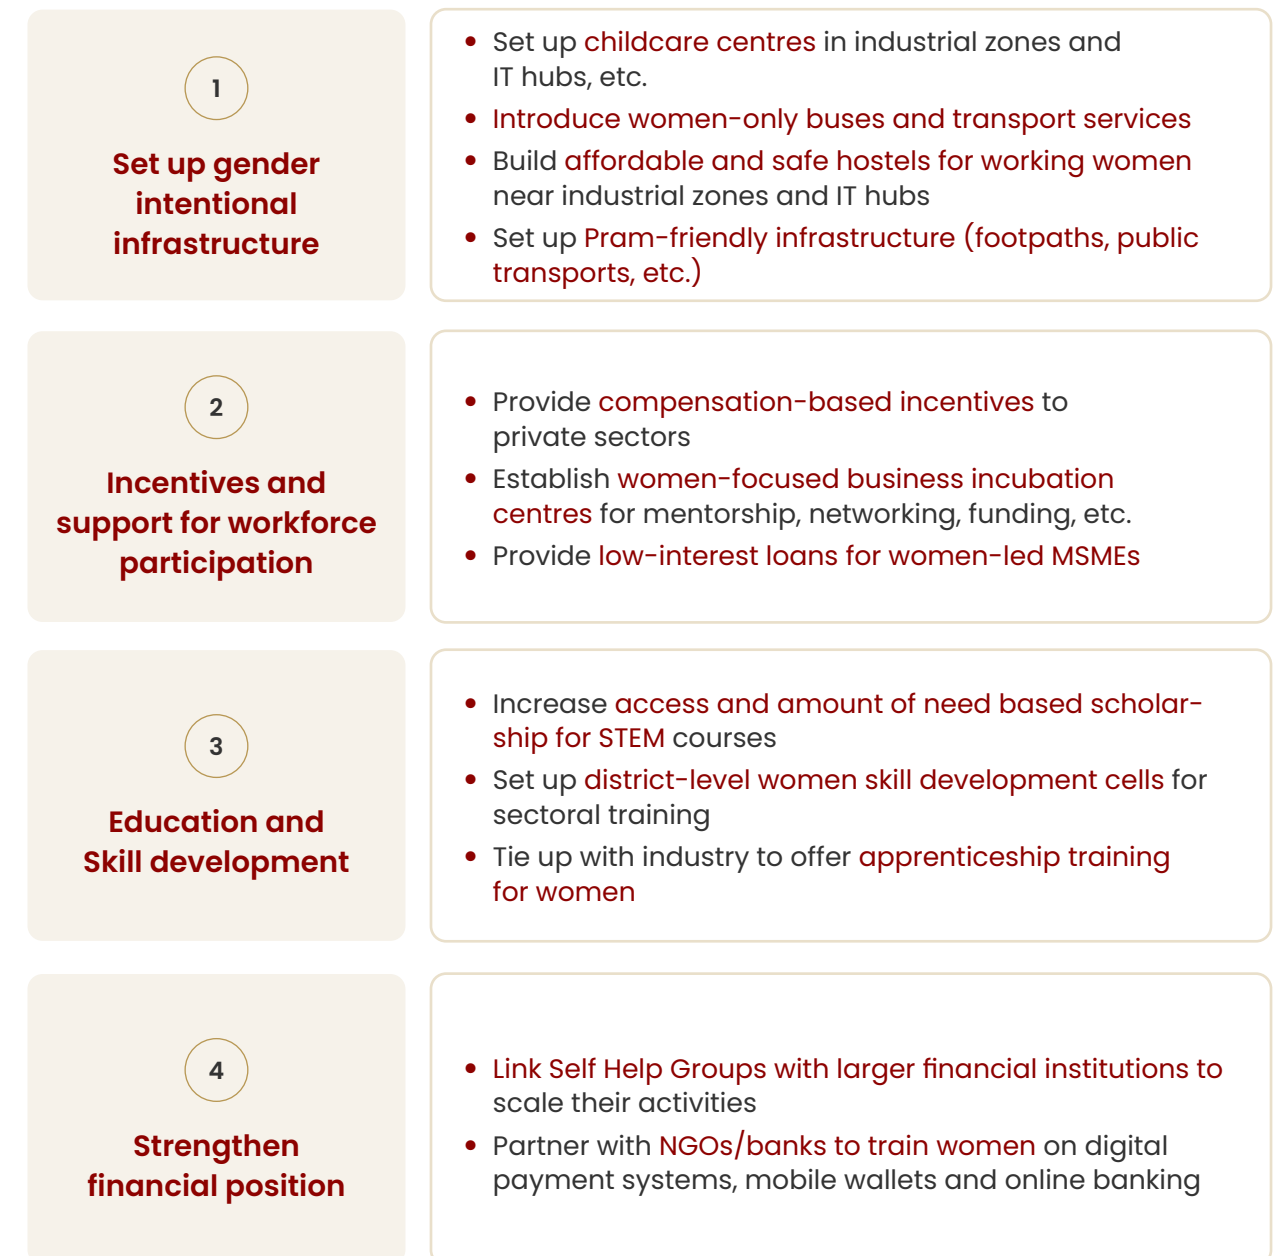 1
Set up gender
intentional
infrastructure
• Set up childcare centres in industrial zones and
IT hubs, etc.
• Introduce women-only buses and transport services
• Build affordable and safe hostels for working women
near industrial zones and IT hubs
• Set up Pram-friendly infrastructure (footpaths, public
transports, etc.)
2
Incentives and
support for workforce
participation
• Provide compensation-based incentives to
private sectors
• Establish women-focused business incubation
centres for mentorship, networking, funding, etc.
• Provide low-interest loans for women-led MSMEs
3
Education and
Skill development
• Increase access and amount of need based scholar-
ship for STEM courses
• Set up district-level women skill development cells for
sectoral training
• Tie up with industry to offer apprenticeship training
for women
4
Strengthen
financial position
• Link Self Help Groups with larger financial institutions to
scale their activities
• Partner with NGOs/banks to train women on digital
payment systems, mobile wallets and online banking